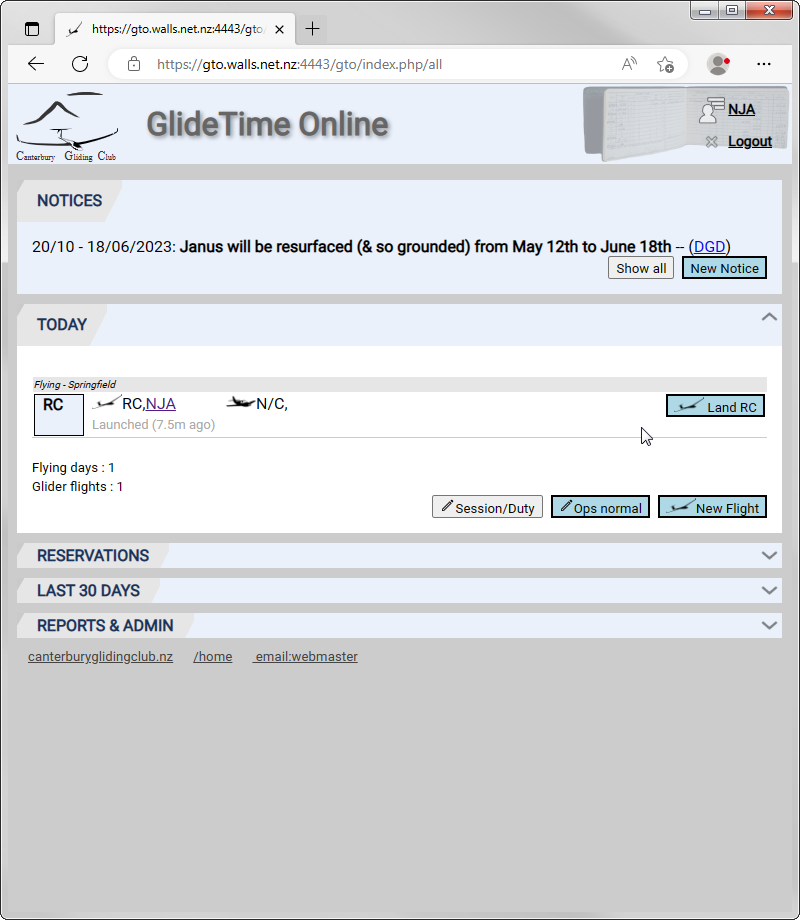 https://gto.walls.net.nz:4443/gto/
https://gto.walls.net.nz:4443/gto/index.php/all
Canterbury Gliding Club
GlideTime Online
NJA
Logout
NOTICES
20/10 - 18/06/2023: Janus will be resurfaced (& so grounded) from May 12th to June 18th -- (DGD)
Show all New Notice
TODAY
Flying - Springfield
RC RC,NJA N/C, Land RC
Launched (7.5m ago)
Flying days : 1
Glider flights : 1
Session/Duty Ops normal New Flight
RESERVATIONS
LAST 30 DAYS
REPORTS & ADMIN
canterburyglidingclub.nz /home email:webmaster